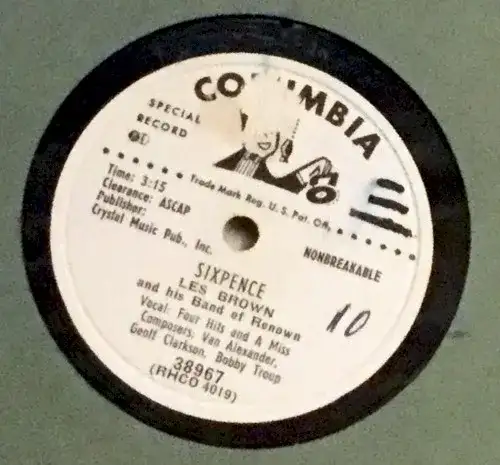 COLUMBIA
SPECIAL
RECORD
Trade Mark Reg. U. S. Pat. Off.
Time: 3:15
Clearance: ASCAP
Publisher:
Crystal Music Pub., Inc.
NONBREAKABLE
10
SIXPENCE
LES BROWN
and his Band of Renown
Vocal: Four Hits and A Miss
Composers: Van Alexander,
Geoff Clarkson, Bobby Troup
38967
(RHCO 4019)